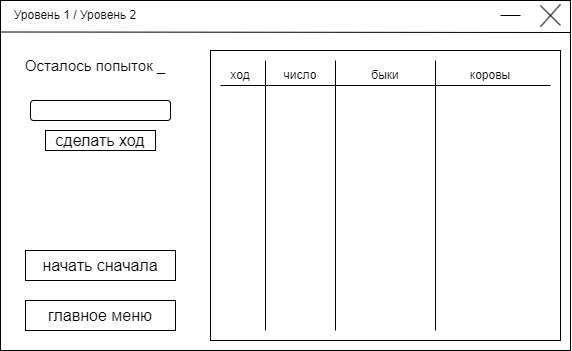 Уровень 1 / Уровень 2
Осталось попыток _
сделать ход
начать сначала
главное меню
ход число быки коровы